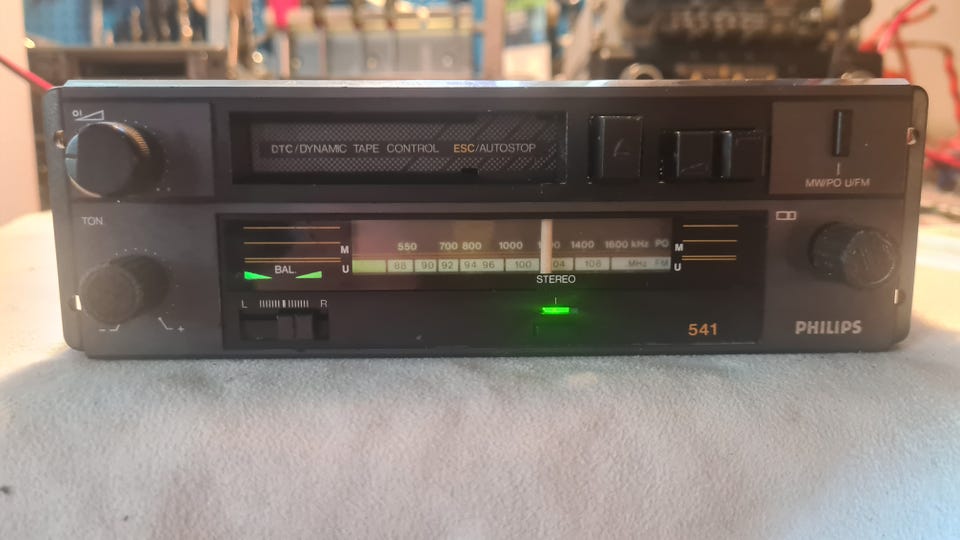 DTC/DYNAMIC TAPE CONTROL ESC/AUTOSTOP
MW/PO U/FM
TON
M 550 700 800 1000 1400 1600 kHz PO M
U 88 90 92 94 96 100 104 108 MHz FM U
BAL.
STEREO
L R
541
PHILIPS